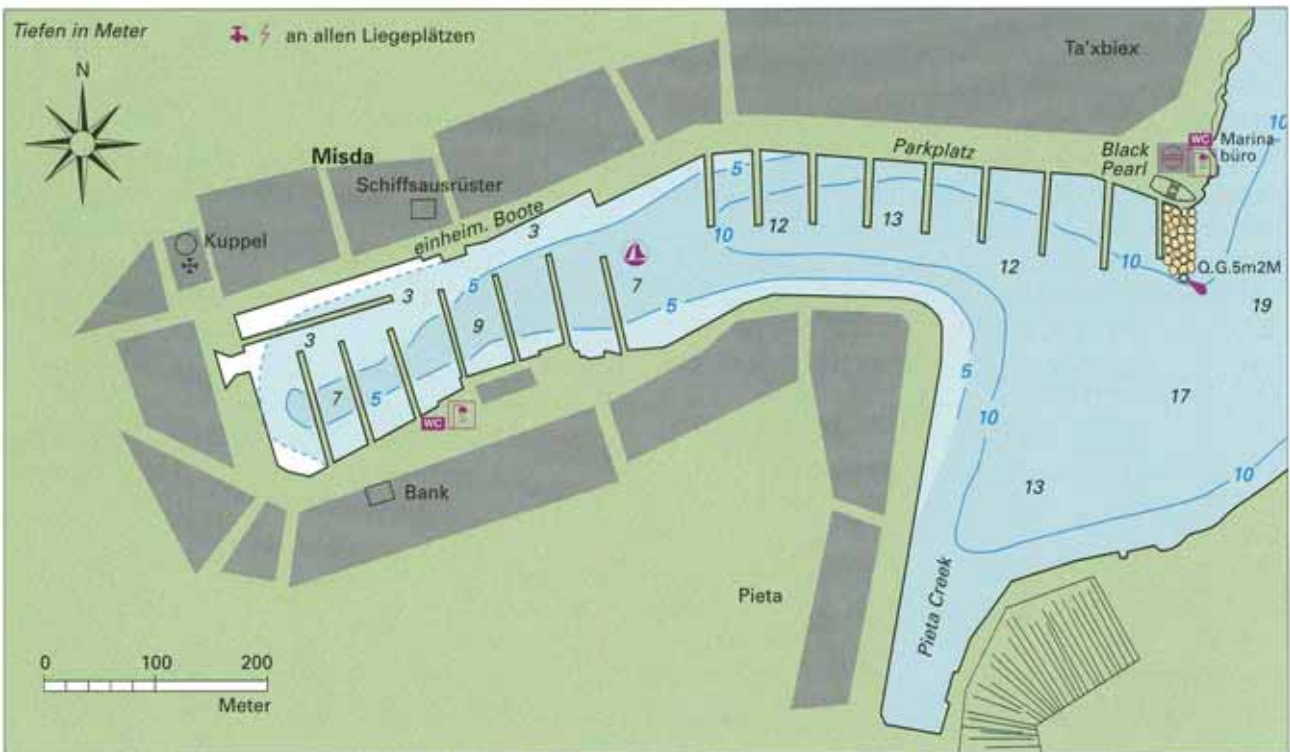 Tiefen in Meter
an allen Liegeplätzen
N
Ta'xbiex
Misda
Schiffsausrüster
Parkplatz
Black
Pearl
WC
Marina
büro
10
einheim. Boote
Kuppel
5
3
12
13
10
7
5
3
5
12
10
Q.G.5m2M
19
3
9
7
5
5
10
17
WC
Bank
13
10
Pieta
Pieta Creek
0 100 200
Meter